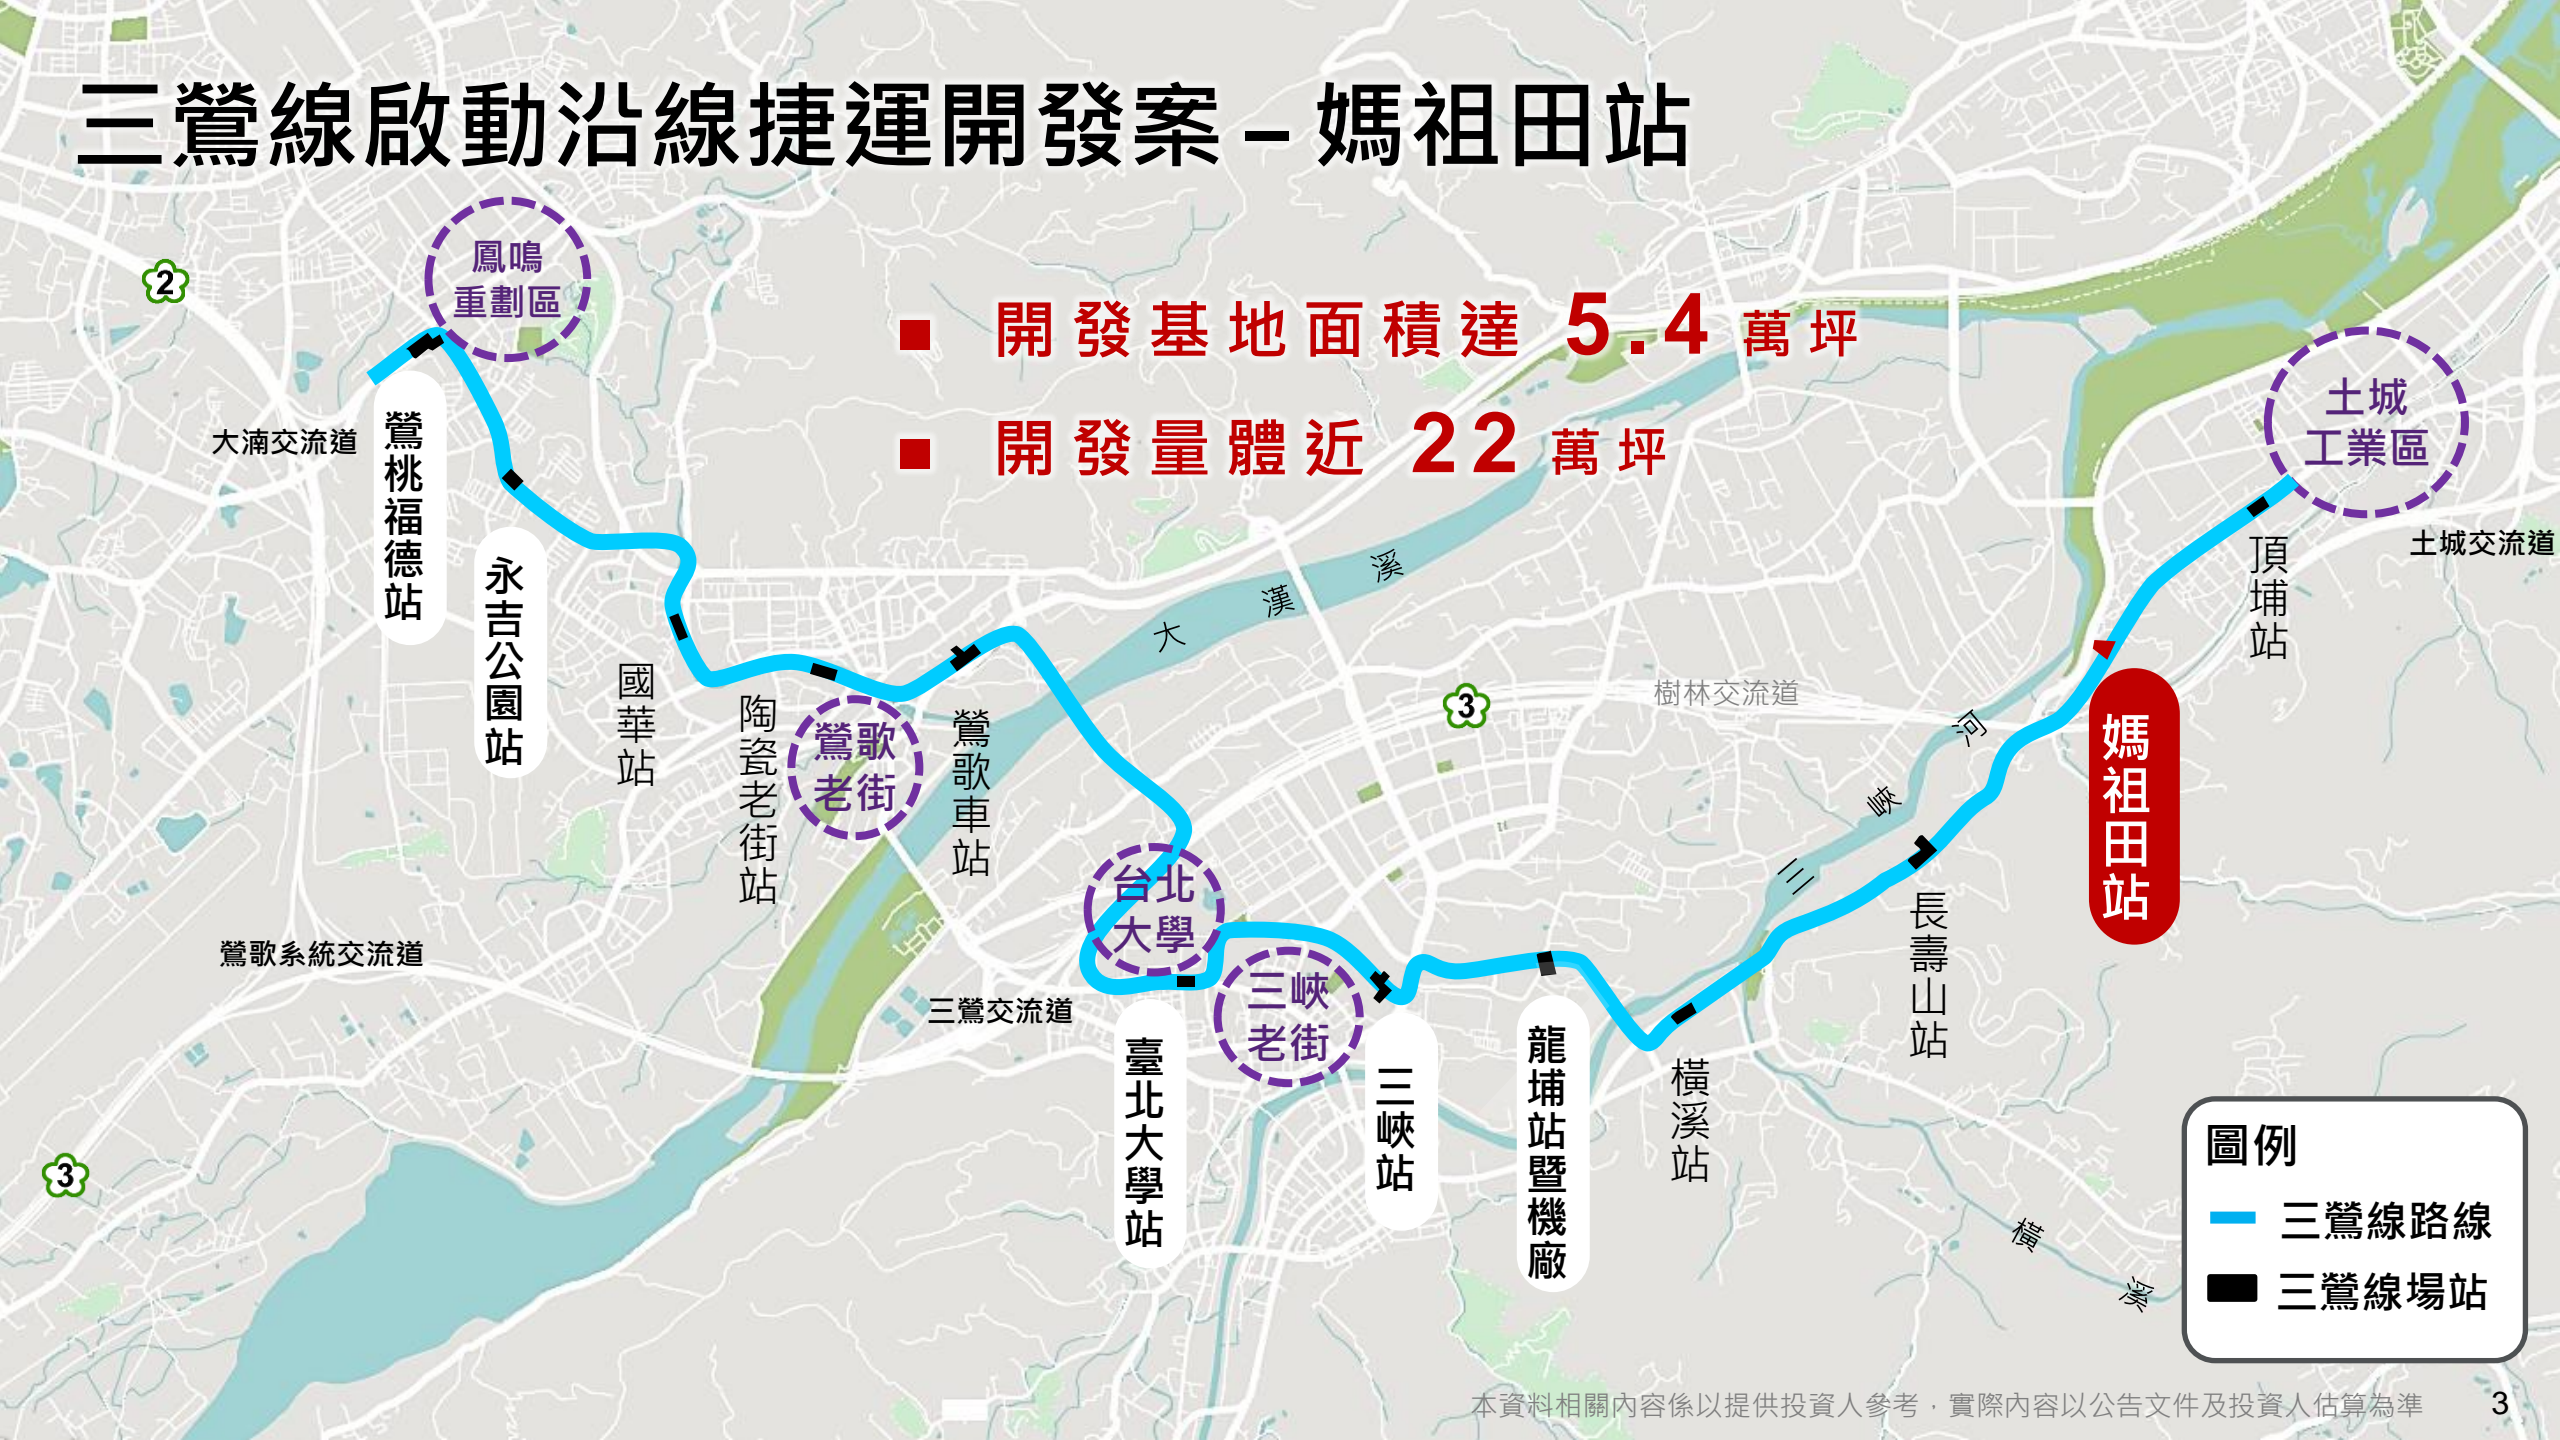 三鶯線啟動沿線捷運開發案 – 媽祖田站
■ 開發基地面積達 5.4 萬坪
■ 開發量體近 22 萬坪
2
鳳鳴
重劃區
大湳交流道
鶯桃福德站
永吉公園站
國華站
陶瓷老街站
鶯歌
老街
鶯歌車站
大漢溪
3
樹林交流道
土城
工業區
土城交流道
頂埔站
媽祖田站
三峽河
長壽山站
台北
大學
三峽
老街
鶯歌系統交流道
三鶯交流道
臺北大學站
三峽站
龍埔站暨機廠
橫溪站
3
橫溪
圖例
三鶯線路線
三鶯線場站
本資料相關內容係以提供投資人參考，實際內容以公告文件及投資人估算為準
3